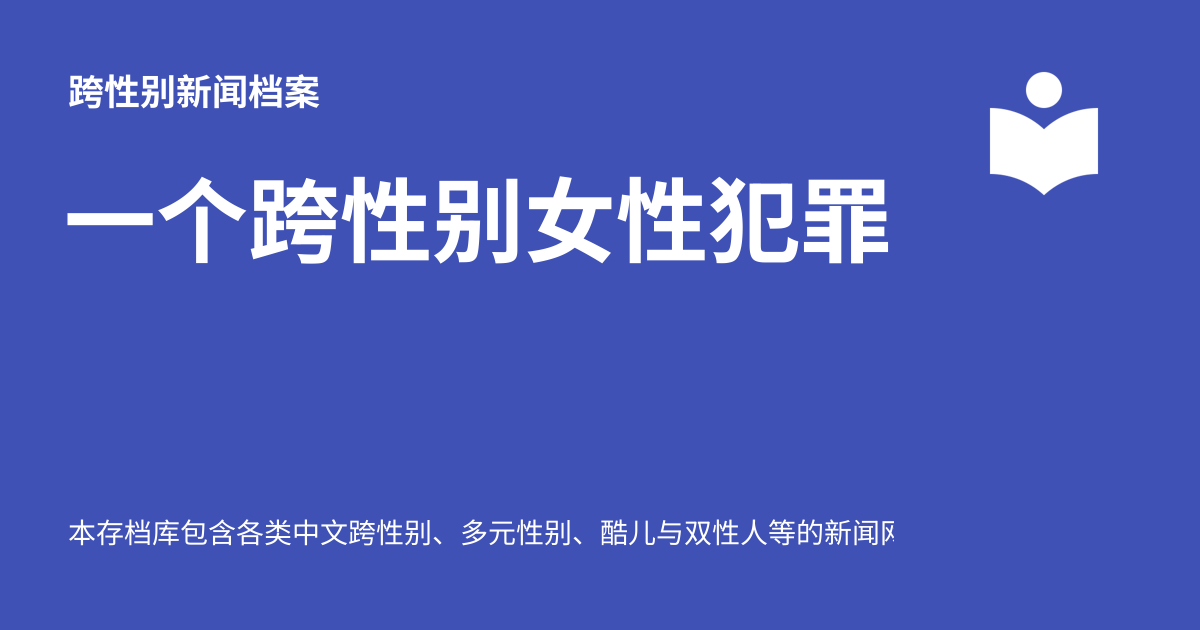 跨性别新闻档案
一个跨性别女性犯罪
本存档库包含各类中文跨性别、多元性别、酷儿与双性人等的新闻网